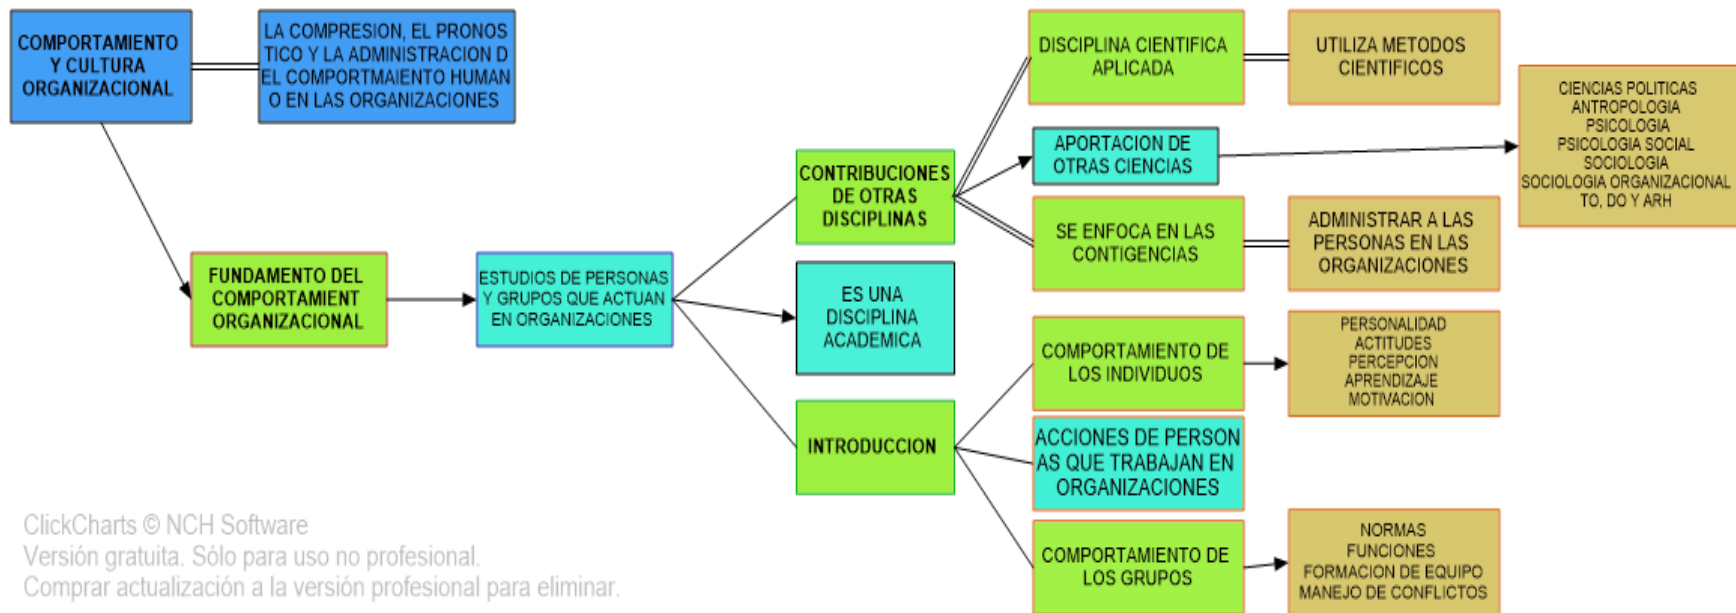 COMPORTAMIENTO
Y CULTURA
ORGANIZACIONAL
LA COMPRESION, EL PRONOS
TICO Y LA ADMINISTRACION D
EL COMPORTMAIENTO HUMAN
O EN LAS ORGANIZACIONES
FUNDAMENTO DEL
COMPORTAMIENT
ORGANIZACIONAL
ESTUDIOS DE PERSONAS
Y GRUPOS QUE ACTUAN
EN ORGANIZACIONES
CONTRIBUCIONES
DE OTRAS
DISCIPLINAS
ES UNA
DISCIPLINA
ACADEMICA
INTRODUCCION
DISCIPLINA CIENTIFICA
APLICADA
UTILIZA METODOS
CIENTIFICOS
APORTACION DE
OTRAS CIENCIAS
CIENCIAS POLITICAS
ANTROPOLOGIA
PSICOLOGIA
PSICOLOGIA SOCIAL
SOCIOLOGIA
SOCIOLOGIA ORGANIZACIONAL
TO, DO Y ARH
SE ENFOCA EN LAS
CONTIGENCIAS
ADMINISTRAR A LAS
PERSONAS EN LAS
ORGANIZACIONES
COMPORTAMIENTO DE
LOS INDIVIDUOS
PERSONALIDAD
ACTITUDES
PERCEPCION
APRENDIZAJE
MOTIVACION
ACCIONES DE PERSON
AS QUE TRABAJAN EN
ORGANIZACIONES
COMPORTAMIENTO DE
LOS GRUPOS
NORMAS
FUNCIONES
FORMACION DE EQUIPO
MANEJO DE CONFLICTOS
ClickCharts © NCH Software
Versión gratuita. Sólo para uso no profesional.
Comprar actualización a la versión profesional para eliminar.